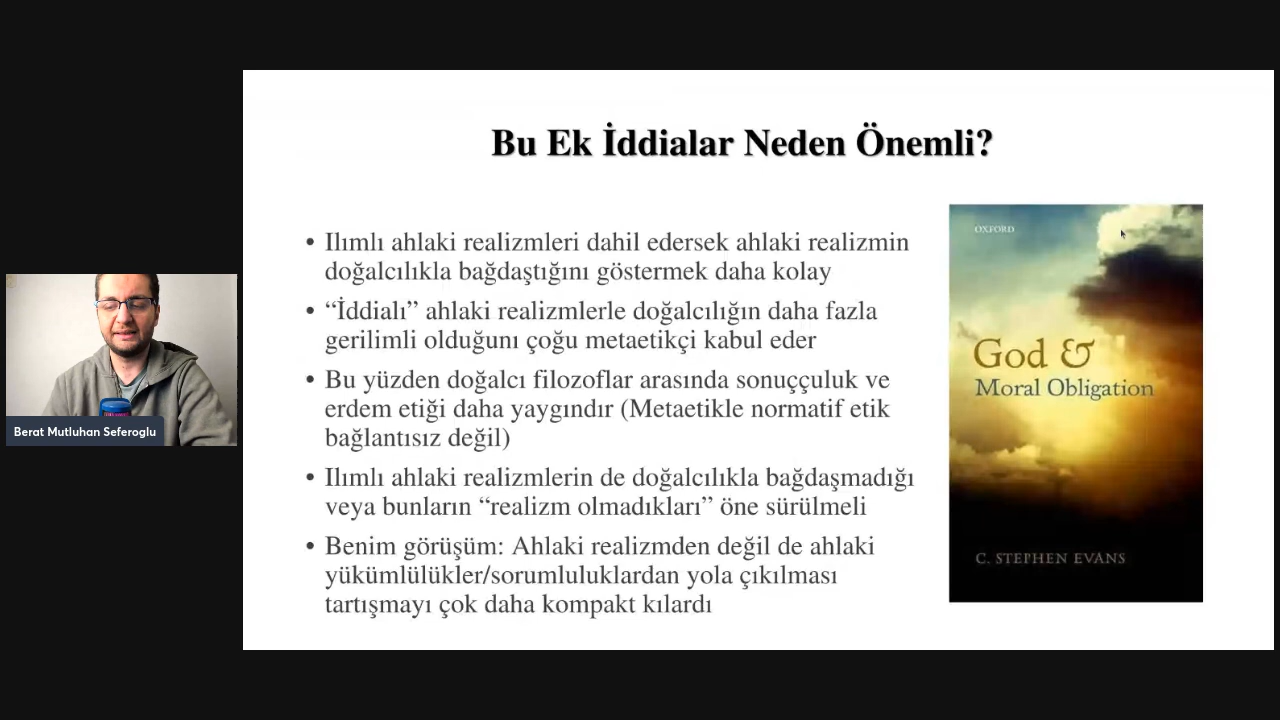 Bu Ek İddialar Neden Önemli?
• Ilımlı ahlaki realizmleri dahil edersek ahlaki realizmin
doğalcılıkla bağdaştığını göstermek daha kolay
• “İddialı” ahlaki realizmlerle doğalcılığın daha fazla
gerilimli olduğunu çoğu metaetikçi kabul eder
• Bu yüzden doğalcı filozoflar arasında sonuççuluk ve
erdem etiği daha yaygındır (Metaetikle normatif etik
bağlantısız değil)
• Ilımlı ahlaki realizmlerin de doğalcılıkla bağdaşmadığı
veya bunların “realizm olmadıkları” öne sürülmeli
• Benim görüşüm: Ahlaki realizmden değil de ahlaki
yükümlülükler/sorumluluklardan yola çıkılması
tartışmayı çok daha kompakt kılardı
OXFORD
God &
Moral Obligation
C. STEPHEN EVANS
Berat Mutluhan Seferoglu